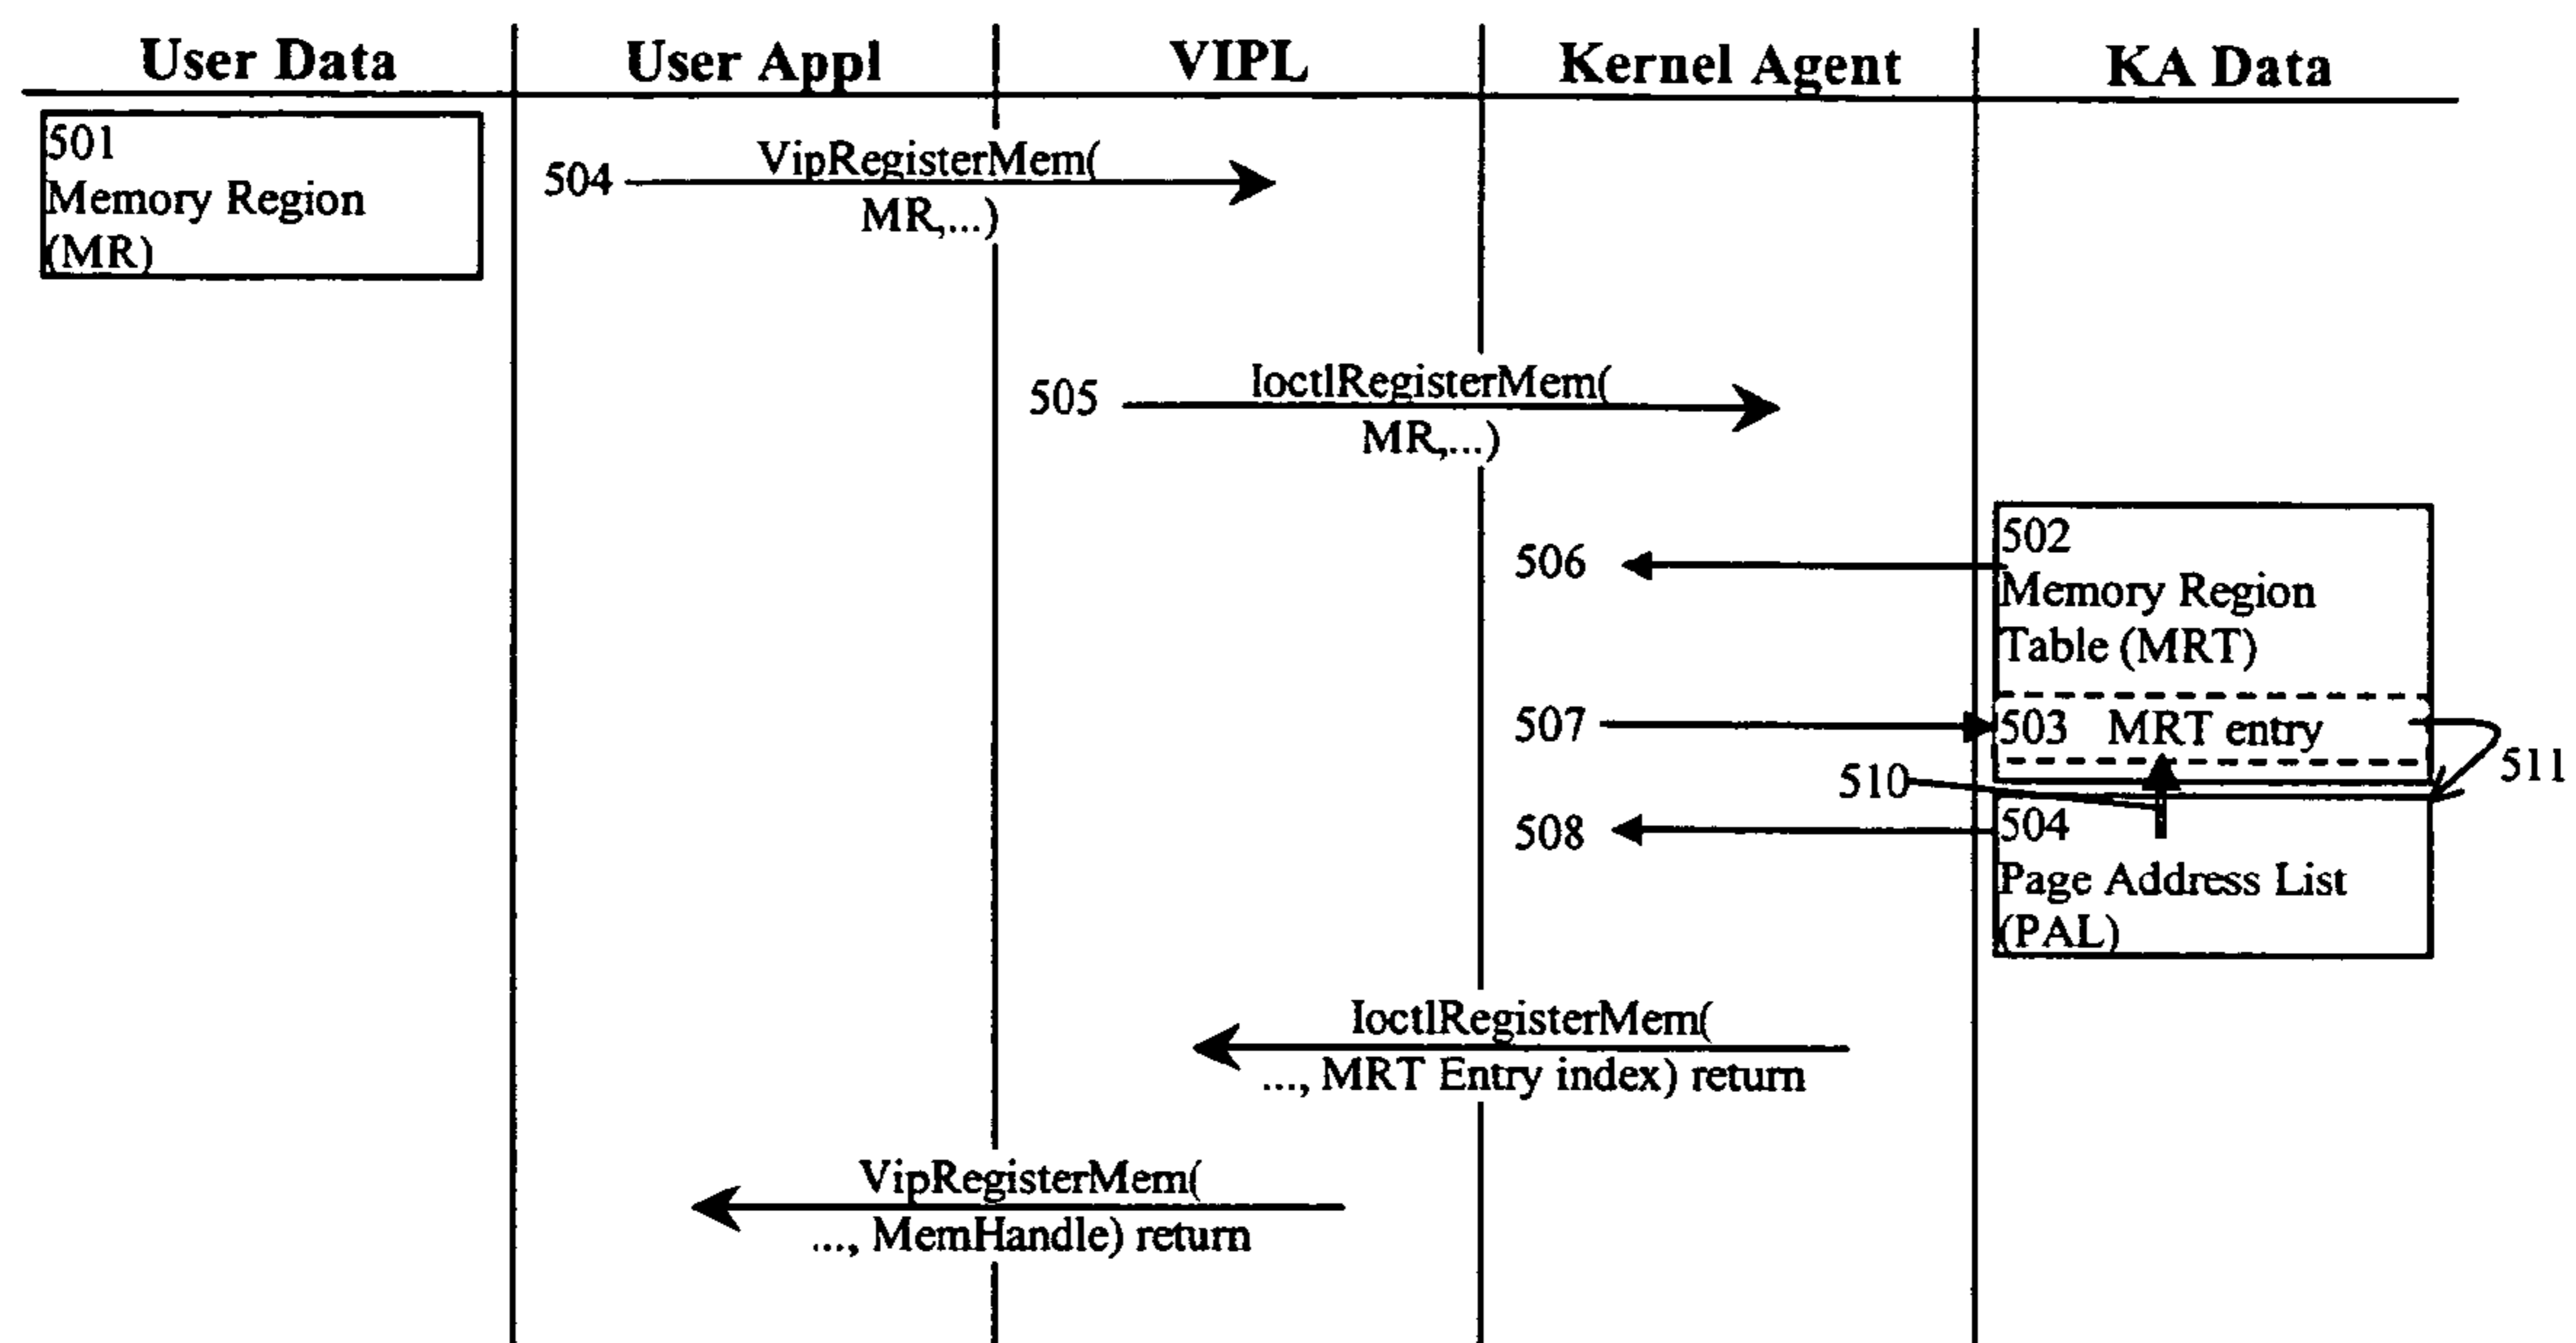 User Data
User Appl
VIPL
Kernel Agent
KA Data
501
Memory Region
(MR)
504
VipRegisterMem(
MR,...)
505
IoctlRegisterMem(
MR,...)
502
Memory Region
Table (MRT)
506
507
503 MRT entry
511
510
508
504
Page Address List
(PAL)
IoctlRegisterMem(
..., MRT Entry index) return
VipRegisterMem(
..., MemHandle) return